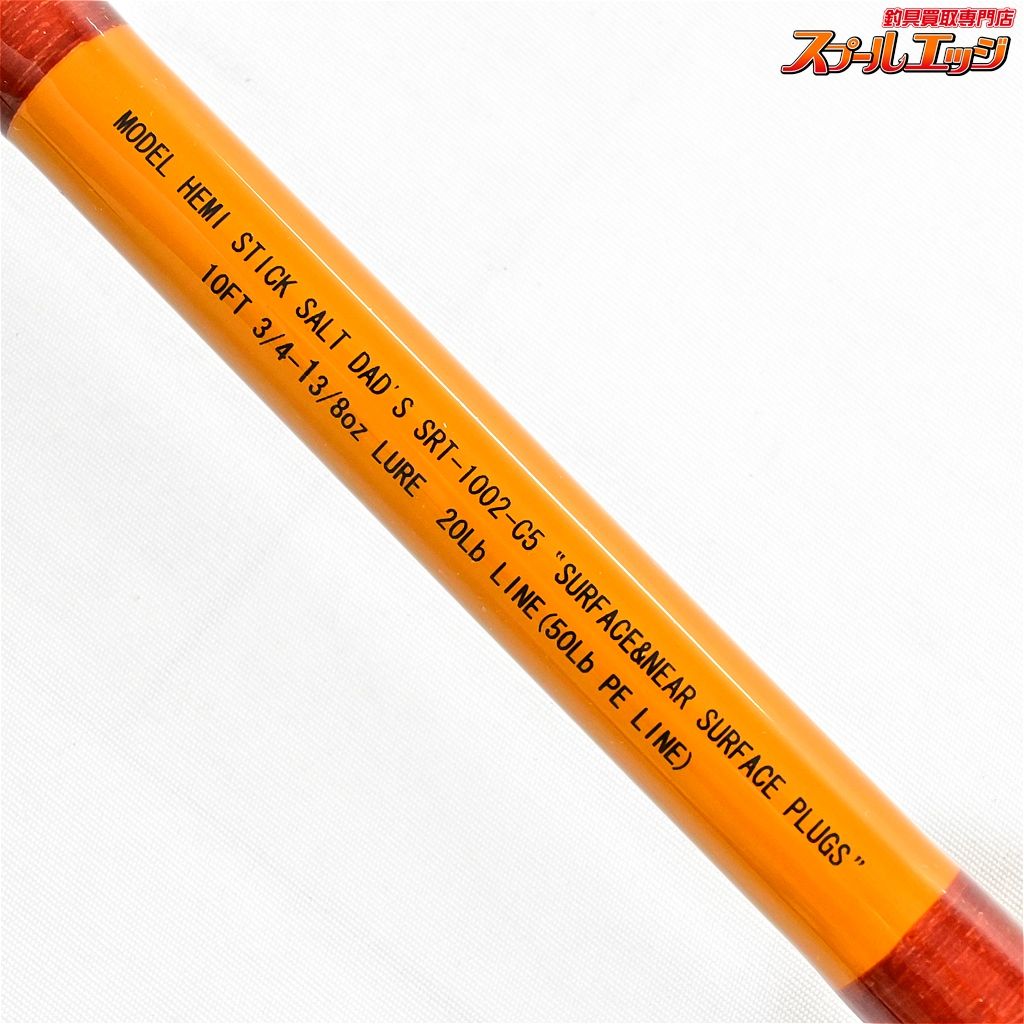 釣具買取専門店
スプールエッジ
MODEL HEMI STICK SALT DAD'S SRT-1002-C5 "SURFACE&NEAR SURFACE PLUGS"
10FT 3/4-13/8oz LURE 20Lb LINE(50Lb PE LINE)